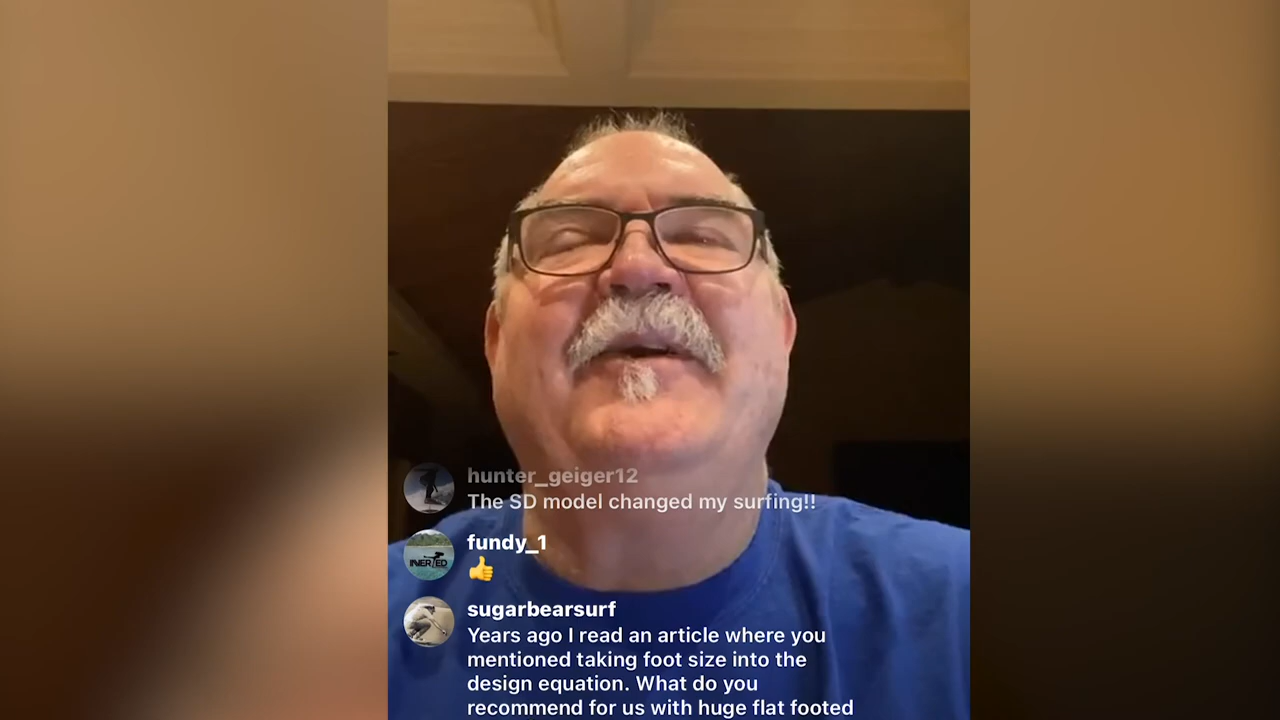 hunter_geiger12
The SD model changed my surfing!!
fundy_1
👍
INVERTED
sugarbearsurf
Years ago I read an article where you
mentioned taking foot size into the
design equation. What do you
recommend for us with huge flat footed